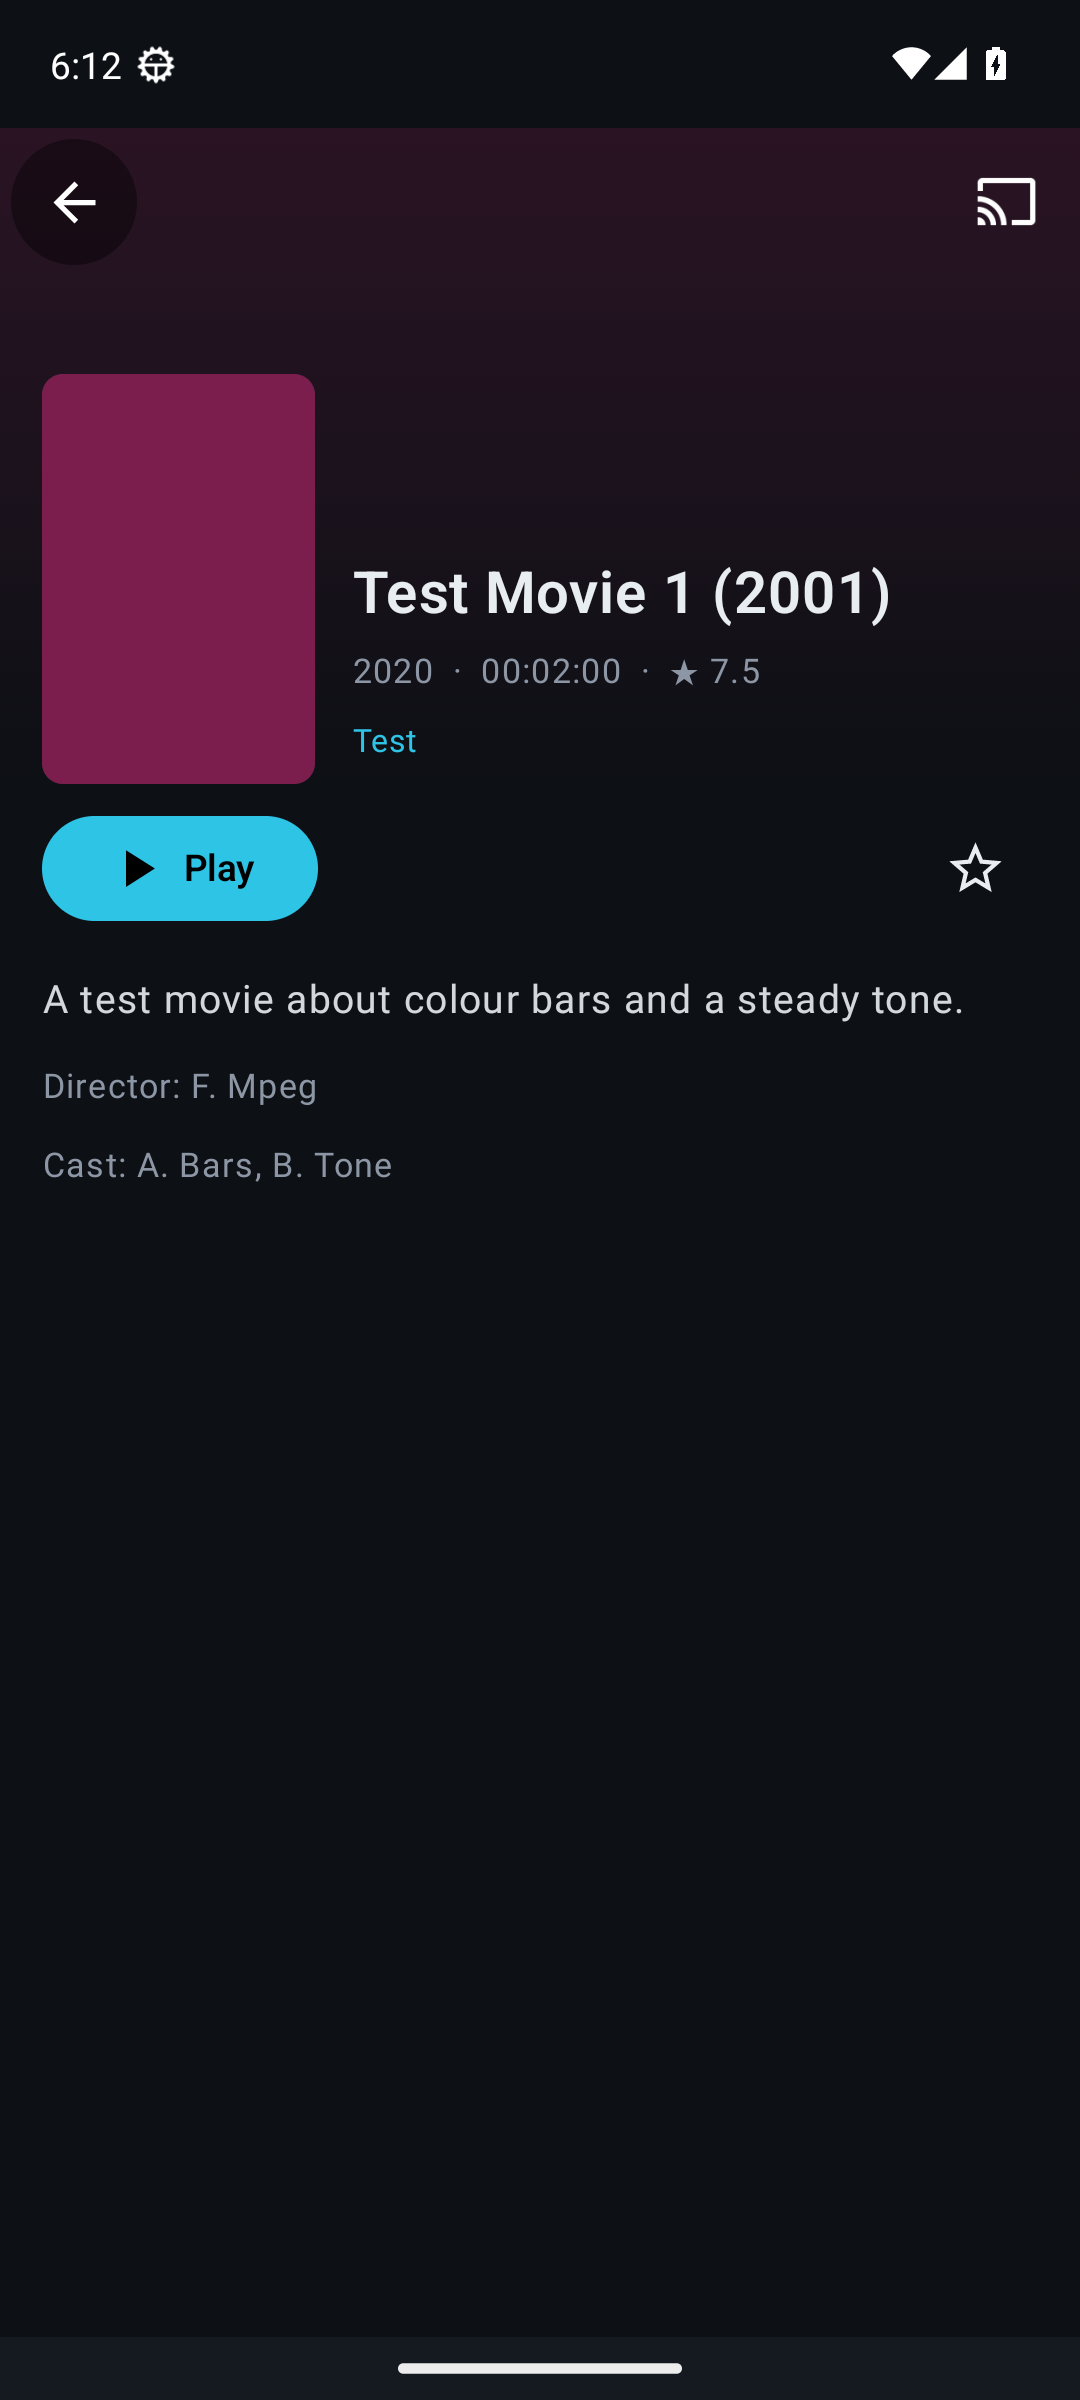 6:12
Test Movie 1 (2001)
2020 · 00:02:00 · ★ 7.5
Test
Play
A test movie about colour bars and a steady tone.
Director: F. Mpeg
Cast: A. Bars, B. Tone